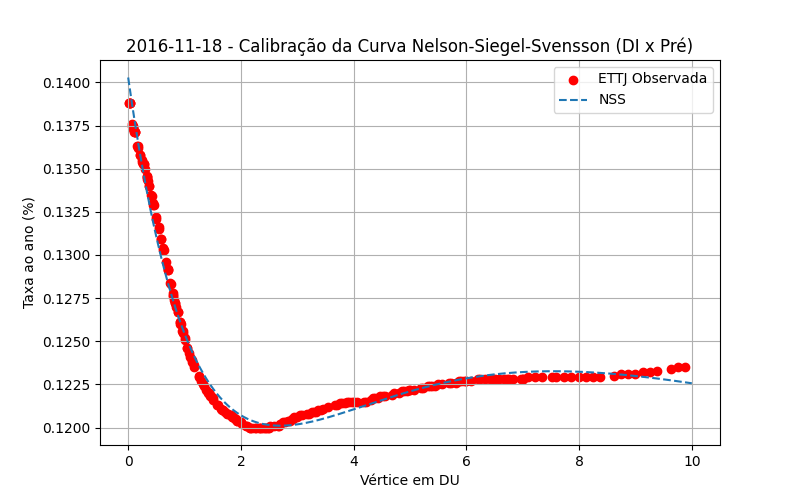 2016-11-18 - Calibração da Curva Nelson-Siegel-Svensson (DI x Pré)
ETTJ Observada
NSS
Taxa ao ano (%)
0.1400
0.1375
0.1350
0.1325
0.1300
0.1275
0.1250
0.1225
0.1200
0 2 4 6 8 10
Vértice em DU